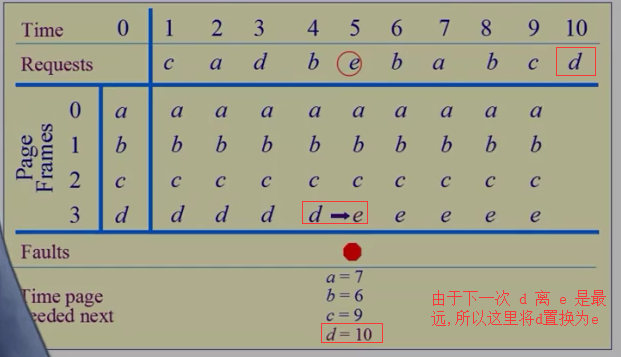 Time 0 1 2 3 4 5 6 7 8 9 10
Requests c a d b e b a b c d
Page Frames
0 a a a a a a a a a a
1 b b b b b b b b b b
2 c c c c c c c c c c
3 d d d d d → e e e e e
Faults
a = 7
Time page b = 6
needed next c = 9
d = 10
由于下一次 d 离 e 是最
远,所以这里将d置换为e